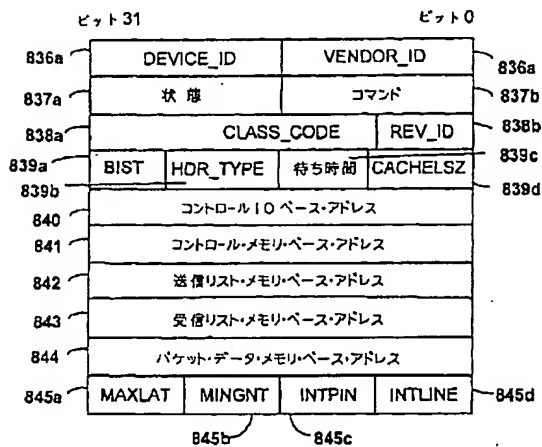 ビット 31 ビット 0
836a DEVICE_ID VENDOR_ID 836a
837a 状態 コマンド 837b
838a CLASS_CODE REV_ID 838b
839a BIST HDR_TYPE 待ち時間 CACHELSZ 839c
839b 839d
840 コントロールIOベース・アドレス
841 コントロール・メモリ・ベース・アドレス
842 送信リスト・メモリ・ベース・アドレス
843 受信リスト・メモリ・ベース・アドレス
844 パケット・データ・メモリ・ベース・アドレス
845a MAXLAT MINGNT INTPIN INTLINE 845d
845b 845c